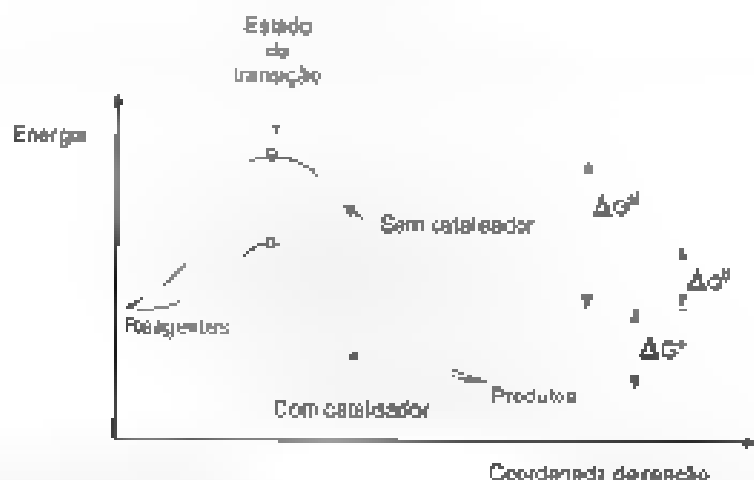 Estado
de
transição
Energia
ΔG
Sem catalisador
ΔG
Reagentes
ΔG
Produtos
Com catalisador
Coordenada de reação